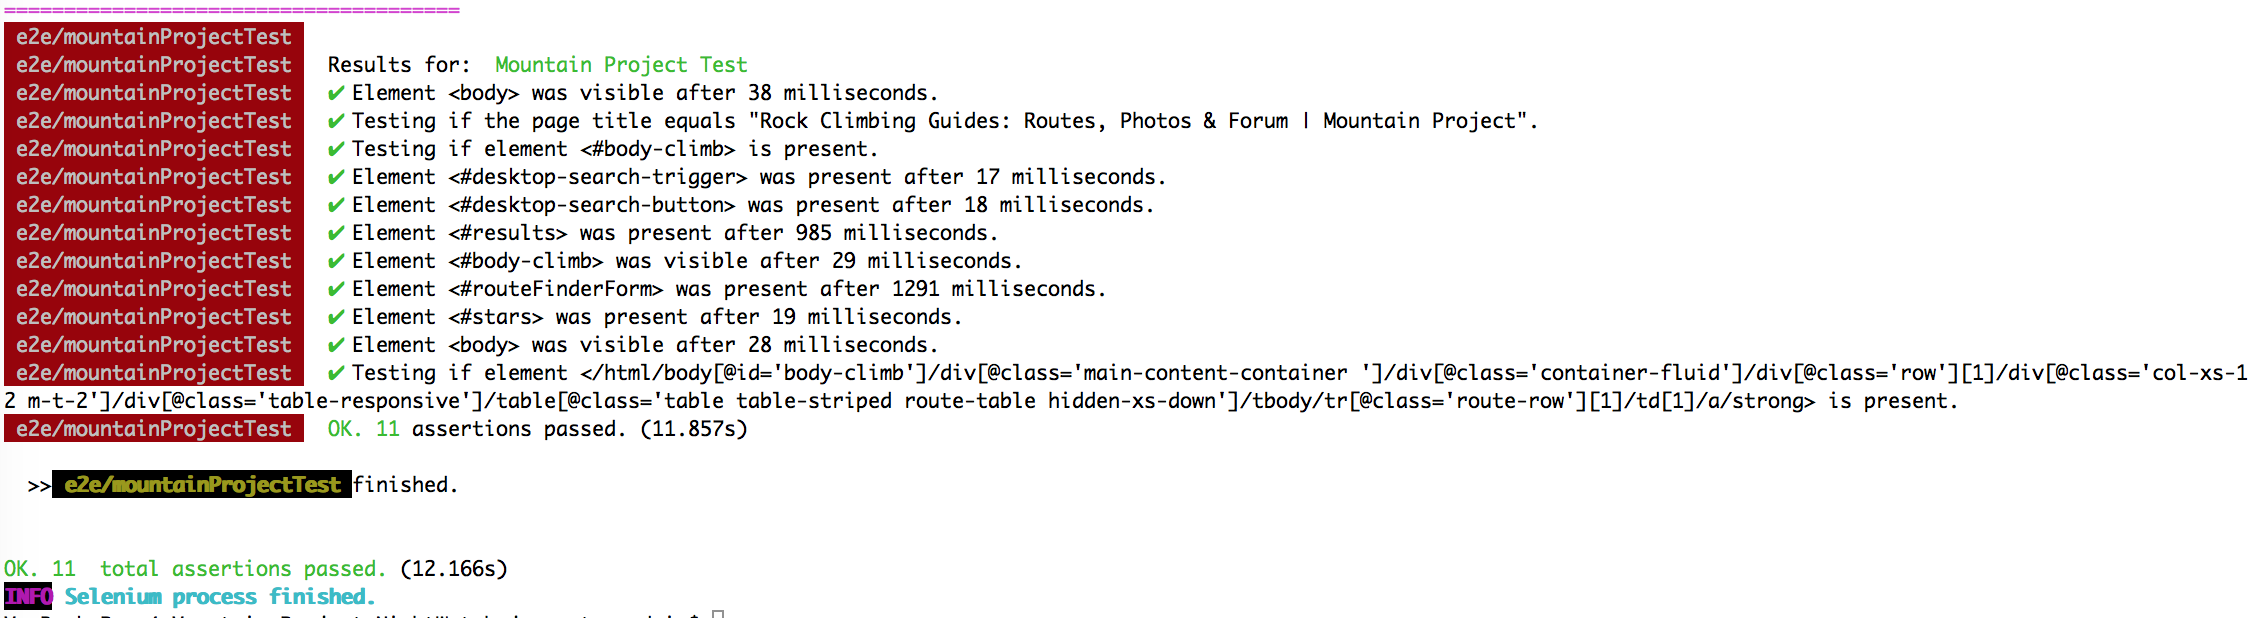 ======================================
e2e/mountainProjectTest
e2e/mountainProjectTest Results for: Mountain Project Test
e2e/mountainProjectTest ✔ Element <body> was visible after 38 milliseconds.
e2e/mountainProjectTest ✔ Testing if the page title equals "Rock Climbing Guides: Routes, Photos & Forum | Mountain Project".
e2e/mountainProjectTest ✔ Testing if element <#body-climb> is present.
e2e/mountainProjectTest ✔ Element <#desktop-search-trigger> was present after 17 milliseconds.
e2e/mountainProjectTest ✔ Element <#desktop-search-button> was present after 18 milliseconds.
e2e/mountainProjectTest ✔ Element <#results> was present after 985 milliseconds.
e2e/mountainProjectTest ✔ Element <#body-climb> was visible after 29 milliseconds.
e2e/mountainProjectTest ✔ Element <#routeFinderForm> was present after 1291 milliseconds.
e2e/mountainProjectTest ✔ Element <#stars> was present after 19 milliseconds.
e2e/mountainProjectTest ✔ Element <body> was visible after 28 milliseconds.
e2e/mountainProjectTest ✔ Testing if element </html/body[@id='body-climb']/div[@class='main-content-container ']/div[@class='container-fluid']/div[@class='row'][1]/div[@class='col-xs-1
2 m-t-2']/div[@class='table-responsive']/table[@class='table table-striped route-table hidden-xs-down']/tbody/tr[@class='route-row'][1]/td[1]/a/strong> is present.
e2e/mountainProjectTest OK. 11 assertions passed. (11.857s)
>> e2e/mountainProjectTest finished.
OK. 11 total assertions passed. (12.166s)
INFO Selenium process finished.